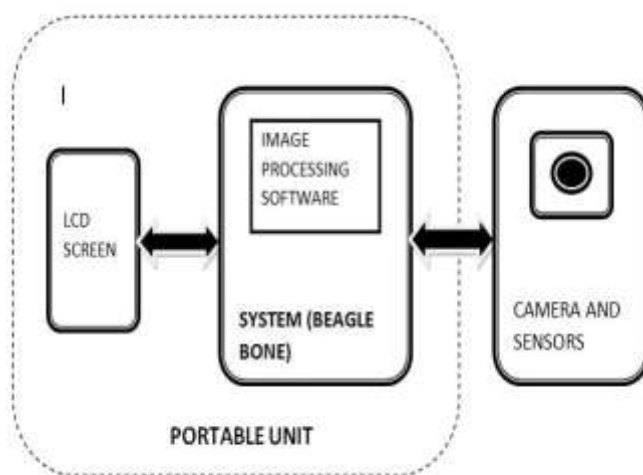 IMAGE
PROCESSING
SOFTWARE
LCD
SCREEN
SYSTEM (BEAGLE
BONE)
CAMERA AND
SENSORS
PORTABLE UNIT